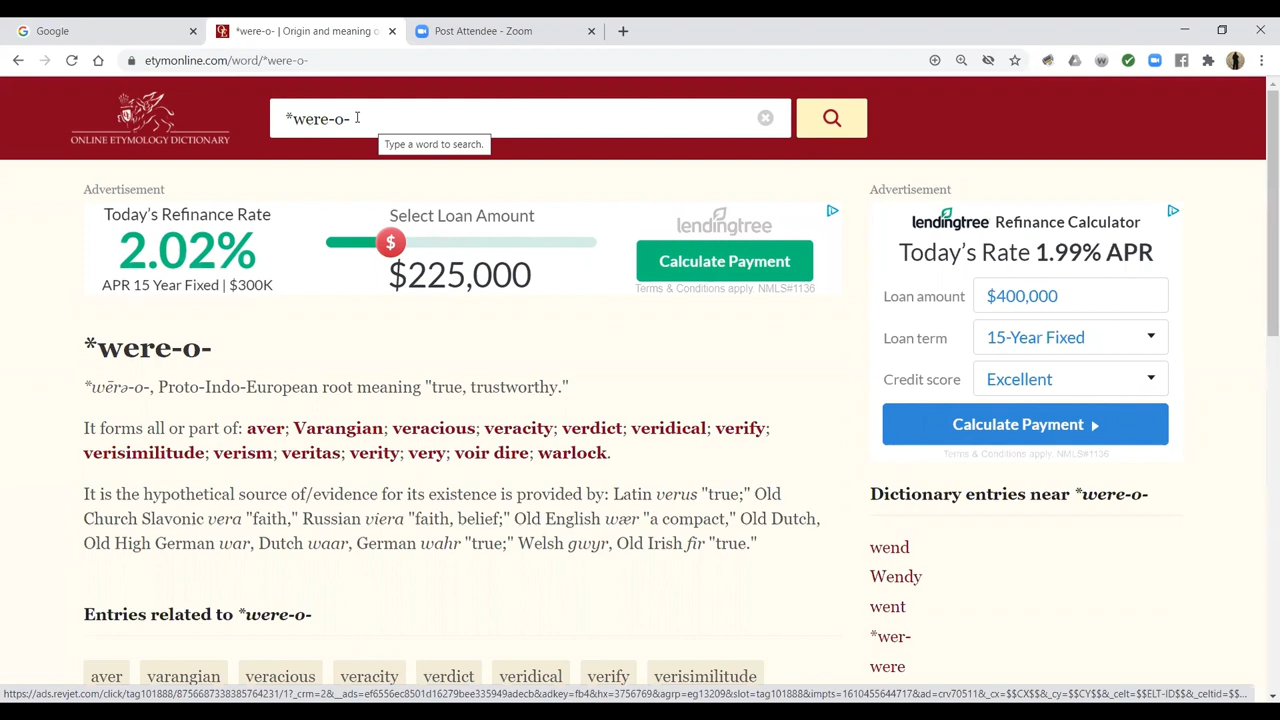 Google
*were-o- | Origin and meaning o
Post Attendee - Zoom
etymonline.com/word/*were-o-
ONLINE ETYMOLOGY DICTIONARY
*were-o-
Type a word to search.
Advertisement
Today's Refinance Rate
2.02%
APR 15 Year Fixed | $300K
Select Loan Amount
$
$225,000
lendingtree
Calculate Payment
Terms & Conditions apply. NMLS#1136
Advertisement
lendingtree Refinance Calculator
Today's Rate 1.99% APR
Loan amount $400,000
Loan term 15-Year Fixed
Credit score Excellent
Calculate Payment
Terms & Conditions apply. NMLS#1136
*were-o-
*wērə-o-, Proto-Indo-European root meaning "true, trustworthy."
It forms all or part of: aver; Varangian; veracious; veracity; verdict; veridical; verify;
verisimilitude; verism; veritas; verity; very; voir dire; warlock.
It is the hypothetical source of/evidence for its existence is provided by: Latin verus "true;" Old
Church Slavonic vera "faith," Russian viera "faith, belief;" Old English wær "a compact," Old Dutch,
Old High German war, Dutch waar, German wahr "true;" Welsh gwyr, Old Irish fir "true."
Entries related to *were-o-
aver varangian veracious veracity verdict veridical verify verisimilitude
Dictionary entries near *were-o-
wend
Wendy
went
*wer-
were